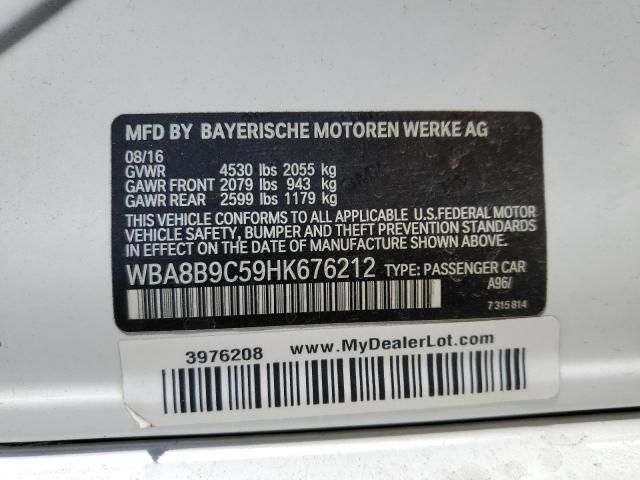 MFD BY BAYERISCHE MOTOREN WERKE AG
08/16
GVWR 4530 lbs 2055 kg
GAWR FRONT 2079 lbs 943 kg
GAWR REAR 2599 lbs 1179 kg
THIS VEHICLE CONFORMS TO ALL APPLICABLE U.S.FEDERAL MOTOR
VEHICLE SAFETY, BUMPER AND THEFT PREVENTION STANDARDS
IN EFFECT ON THE DATE OF MANUFACTURE SHOWN ABOVE.
WBA8B9C59HK676212 TYPE: PASSENGER CAR
A96/
7 315 814
3976208 www.MyDealerLot.com